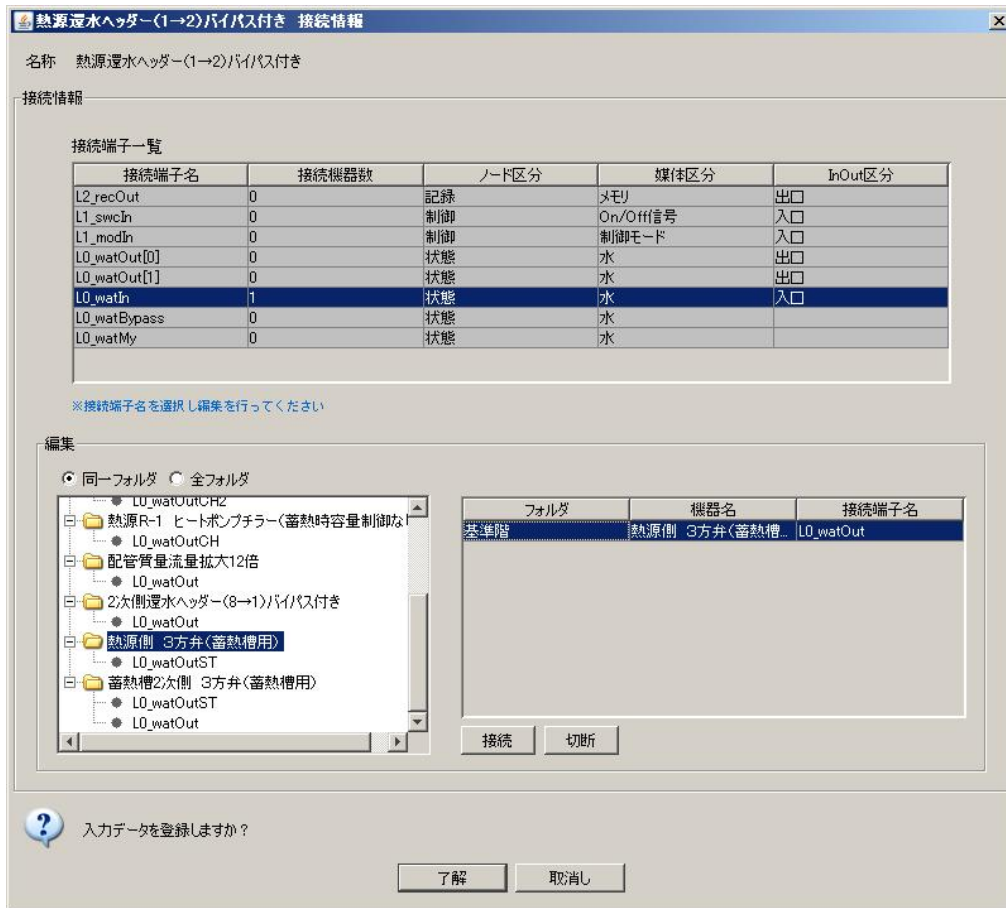 熱源還水ヘッダー(1→2)バイパス付き 接続情報
名称 熱源還水ヘッダー(1→2)バイパス付き
接続情報
接続端子一覧
接続端子名 接続機器数 ノード区分 媒体区分 InOut区分
L2_recOut 0 記録 メモリ 出口
L1_swcIn 0 制御 On/Off信号 入口
L1_modIn 0 制御 制御モード 入口
L0_watOut[0] 0 状態 水 出口
L0_watOut[1] 0 状態 水 出口
L0_watIn 1 状態 水 入口
L0_watBypass 0 状態 水
L0_watMy 0 状態 水
※接続端子名を選択し編集を行ってください
編集
同一フォルダ 全フォルダ
L0_watOutCH2
熱源R-1 ヒートポンプチラー(蓄熱時容量制御な
L0_watOutCH
配管質量流量拡大12倍
L0_watOut
2次側還水ヘッダー(8→1)バイパス付き
L0_watOut
熱源側 3方弁(蓄熱槽用)
L0_watOutST
蓄熱槽2次側 3方弁(蓄熱槽用)
L0_watOutST
L0_watOut
フォルダ 機器名 接続端子名
基準階 熱源側 3方弁(蓄熱槽... L0_watOut
接続 切断
入力データを登録しますか?
了解 取消し